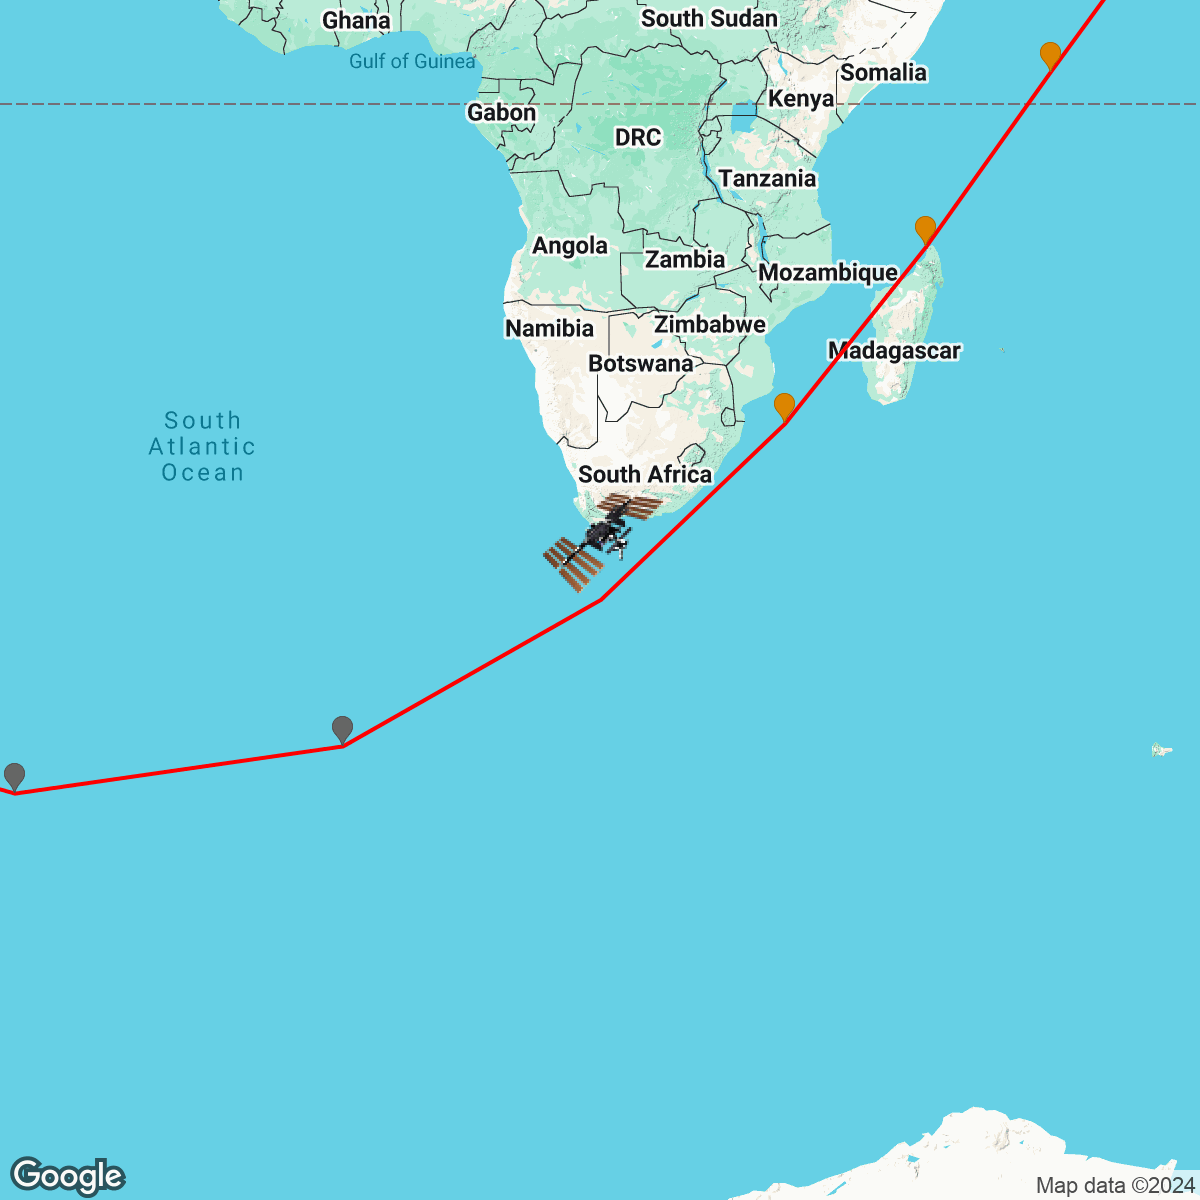 Ghana
South Sudan
Gulf of Guinea
Somalia
Kenya
Gabon
DRC
Tanzania
Angola
Zambia
Mozambique
Namibia
Zimbabwe
Madagascar
Botswana
South
Atlantic
Ocean
South Africa
Google
Map data ©2024